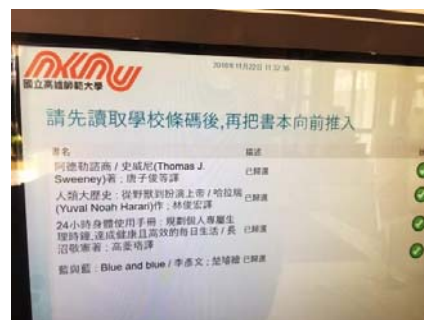 NKNU
國立高雄師範大學
2018年11月22日 11:32:36
請先讀取學校條碼後,再把書本向前推入
書名 描述
阿德勒諮商 / 史威尼(Thomas J. 已歸還
Sweeney)著 ; 唐子俊等譯
人類大歷史 : 從野獸到扮演上帝 / 哈拉瑞 已歸還
(Yuval Noah Harari)作 ; 林俊宏譯
24小時身體使用手冊 : 規劃個人專屬生
理時鐘,達成健康且高效的每日生活 / 長 已歸還
沼敬憲著 ; 高菱珞譯
藍與藍 : Blue and blue / 李彥文 ; 楚墟繪 已歸還